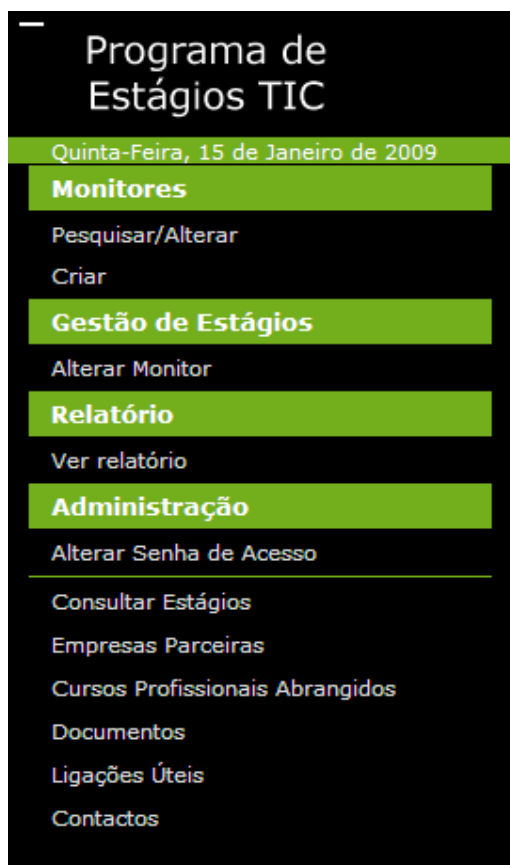 Programa de
Estágios TIC
Quinta-Feira, 15 de Janeiro de 2009
Monitores
Pesquisar/Alterar
Criar
Gestão de Estágios
Alterar Monitor
Relatório
Ver relatório
Administração
Alterar Senha de Acesso
Consultar Estágios
Empresas Parceiras
Cursos Profissionais Abrangidos
Documentos
Ligações Úteis
Contactos